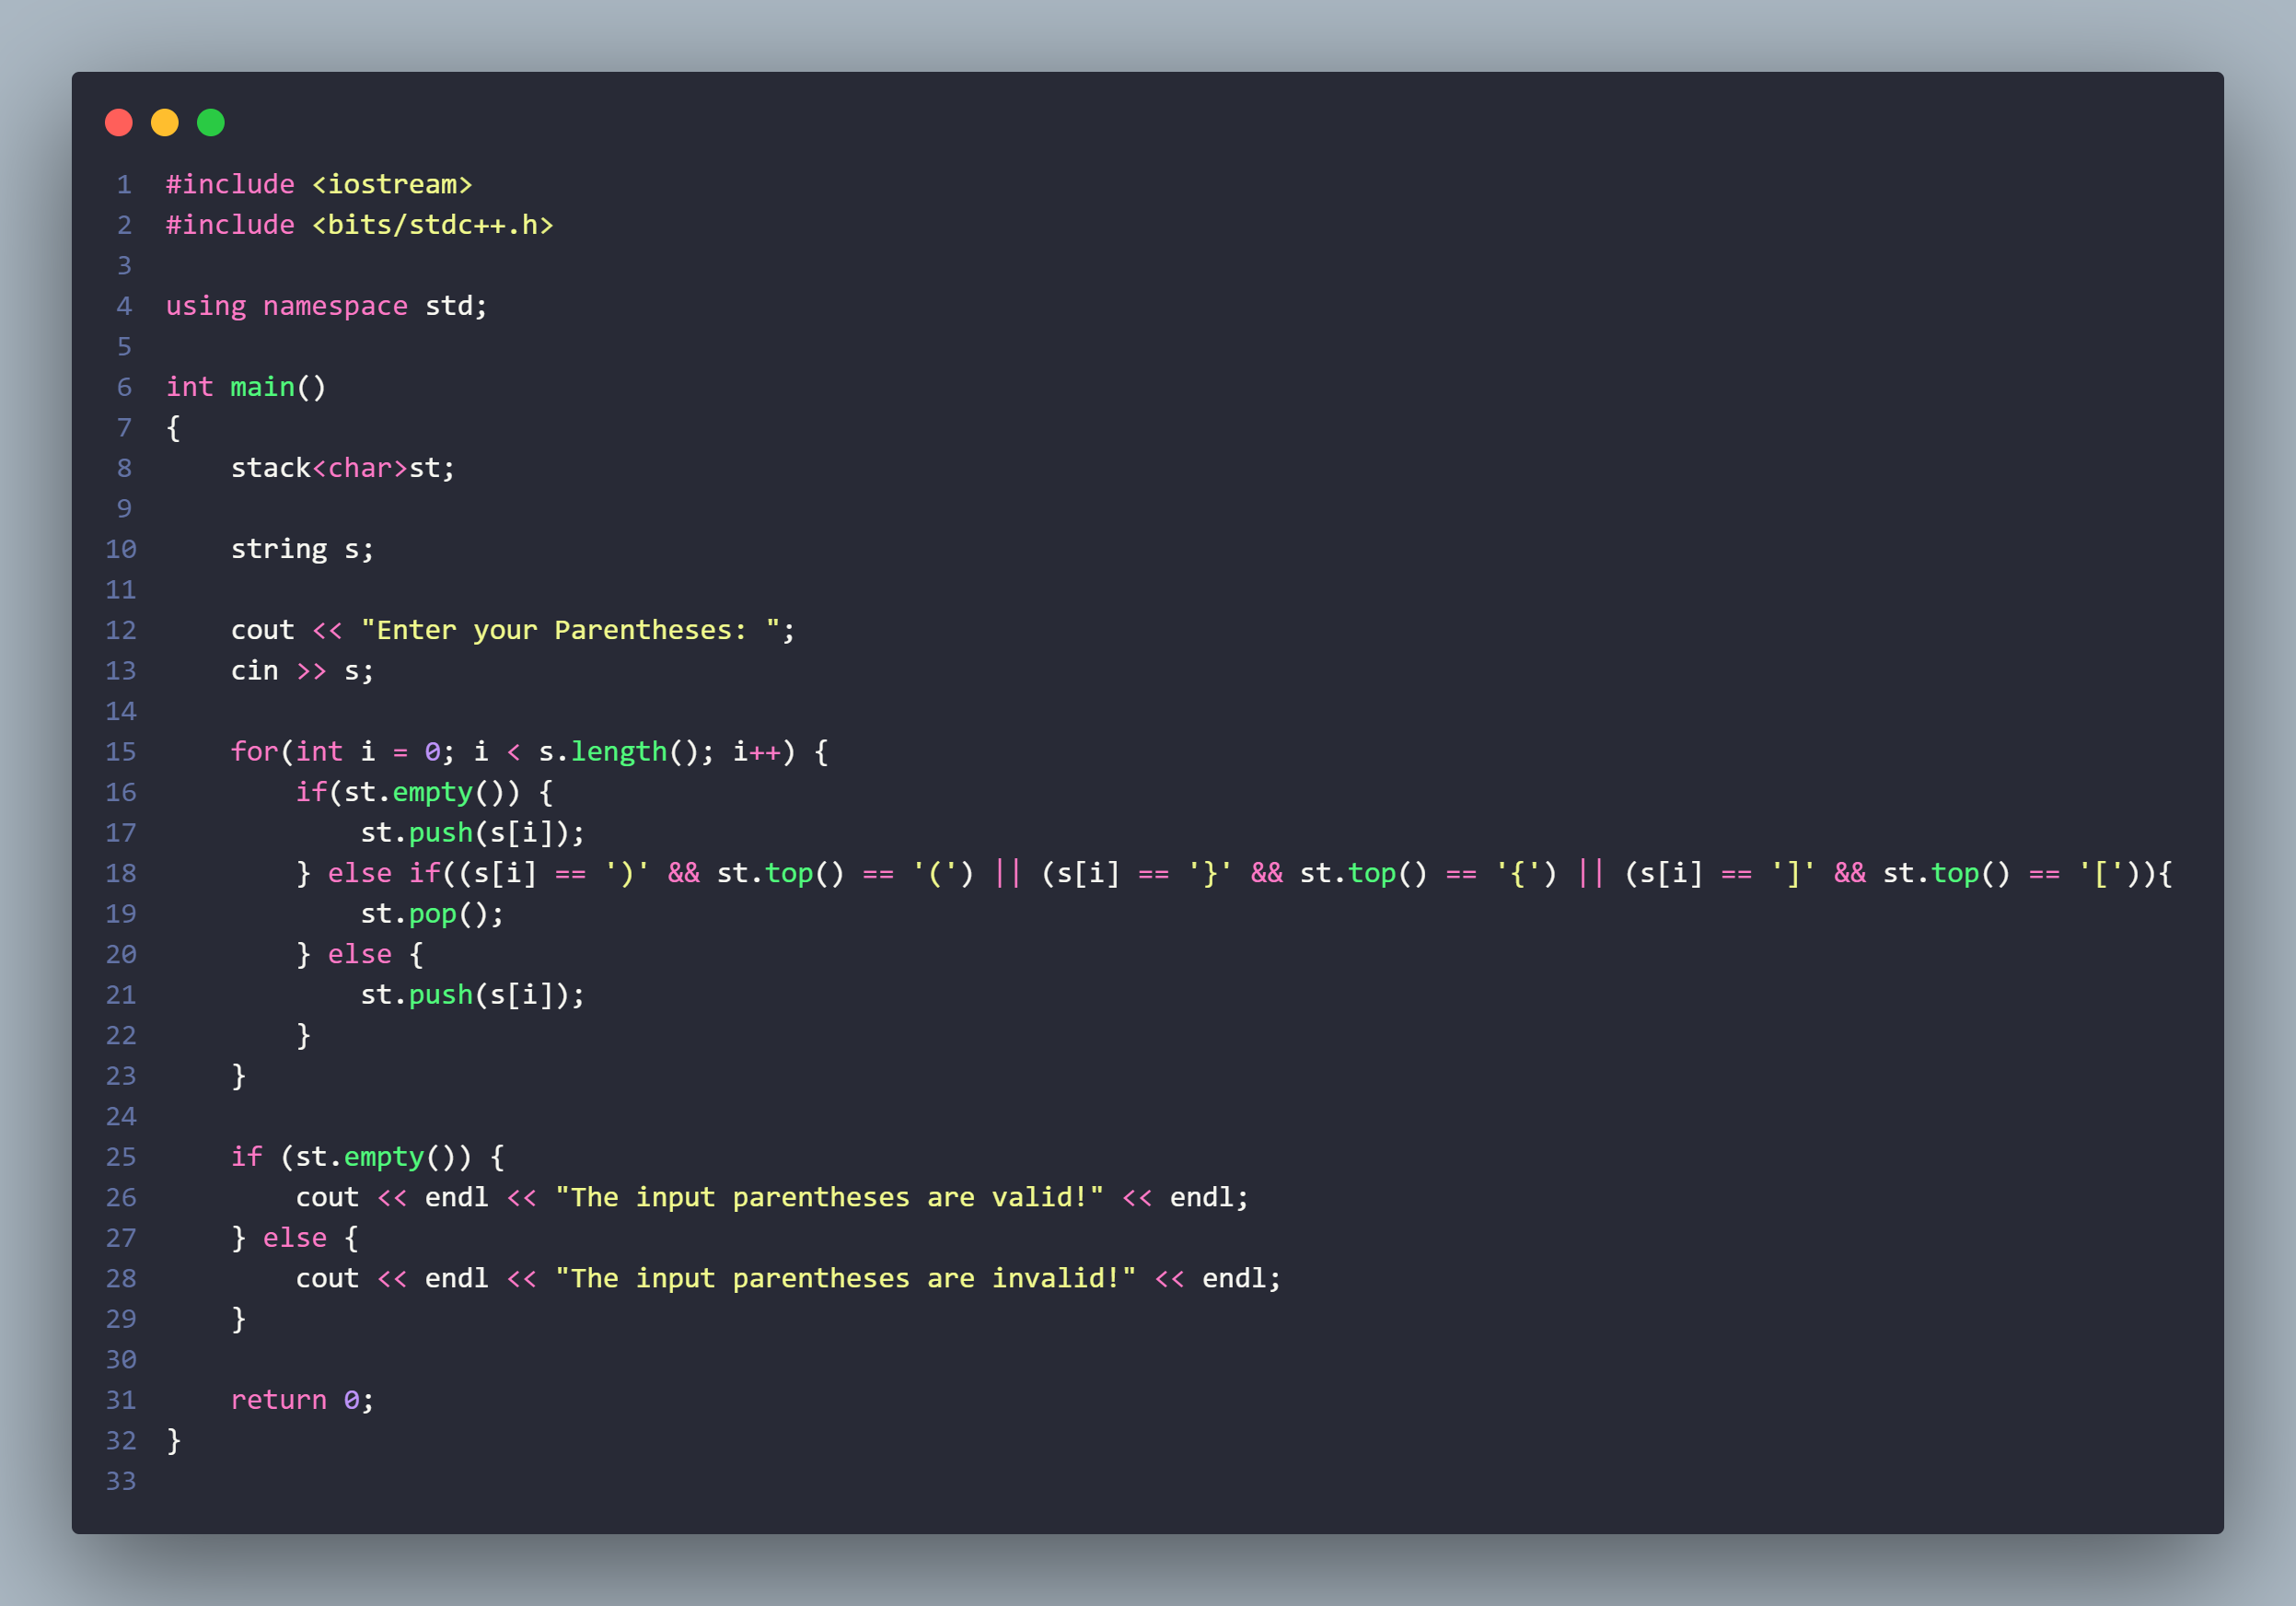 1 #include <iostream>
2 #include <bits/stdc++.h>
3
4 using namespace std;
5
6 int main()
7 {
8     stack<char>st;
9
10     string s;
11
12     cout << "Enter your Parentheses: ";
13     cin >> s;
14
15     for(int i = 0; i < s.length(); i++) {
16         if(st.empty()) {
17             st.push(s[i]);
18         } else if((s[i] == ')' && st.top() == '(') || (s[i] == '}' && st.top() == '{') || (s[i] == ']' && st.top() == '[')){
19             st.pop();
20         } else {
21             st.push(s[i]);
22         }
23     }
24
25     if (st.empty()) {
26         cout << endl << "The input parentheses are valid!" << endl;
27     } else {
28         cout << endl << "The input parentheses are invalid!" << endl;
29     }
30
31     return 0;
32 }
33